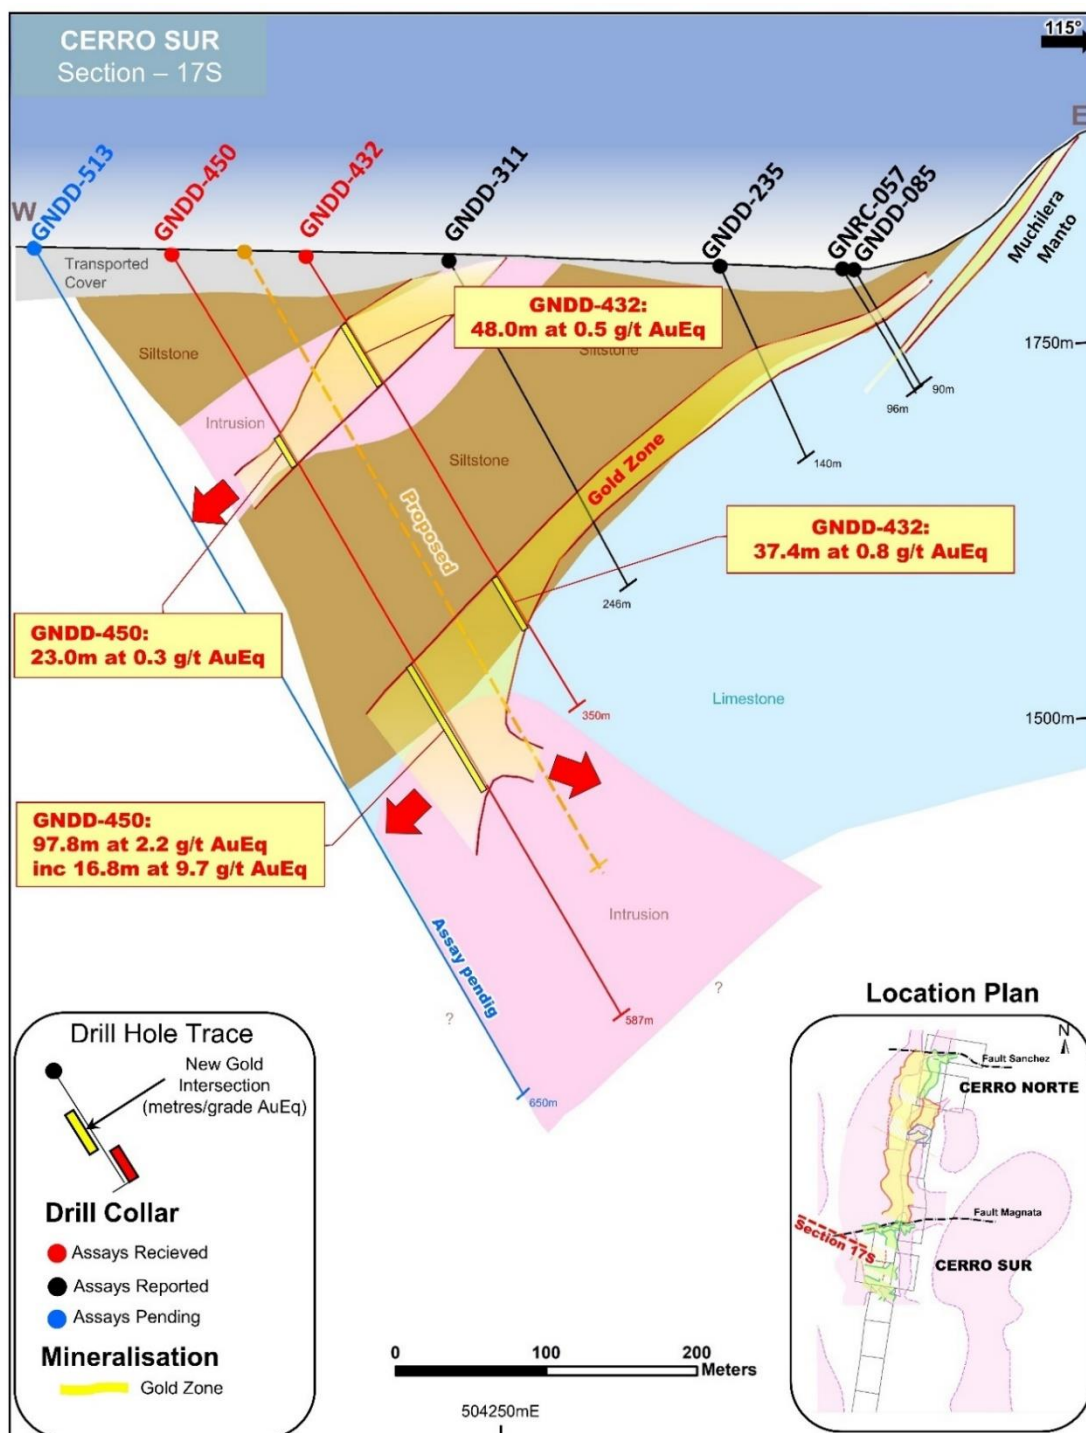 CERRO SUR
Section – 17S
115°
E
W
GNDD-513
GNDD-450
GNDD-432
GNDD-311
GNDD-235
GNRC-057
GNDD-085
Muchilera
Manto
Transported
Cover
GNDD-432:
48.0m at 0.5 g/t AuEq
Siltstone
Siltstone
1750m
90m
96m
Intrusion
Siltstone
Gold Zone
140m
Proposed
GNDD-432:
37.4m at 0.8 g/t AuEq
246m
GNDD-450:
23.0m at 0.3 g/t AuEq
Limestone
350m
1500m
GNDD-450:
97.8m at 2.2 g/t AuEq
inc 16.8m at 9.7 g/t AuEq
Intrusion
Assay pendig
?
?
587m
650m
Drill Hole Trace
New Gold
Intersection
(metres/grade AuEq)
Drill Collar
Assays Recieved
Assays Reported
Assays Pending
Mineralisation
Gold Zone
0 100 200
Meters
504250mE
Location Plan
N
Fault Sanchez
CERRO NORTE
Fault Magnata
Section 17S
CERRO SUR